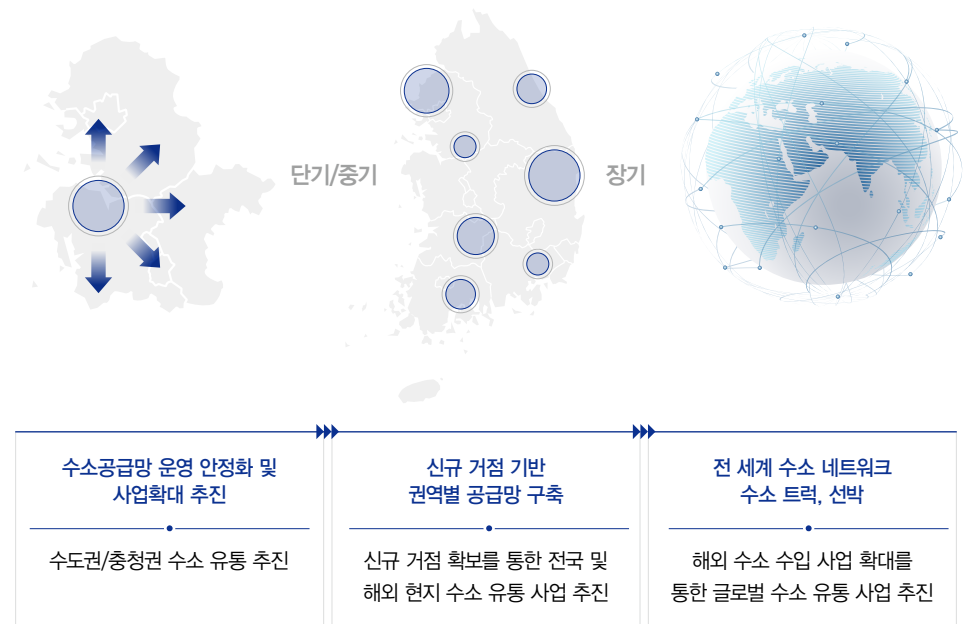 단기/중기
장기
수소공급망 운영 안정화 및
사업확대 추진
수도권/충청권 수소 유통 추진
신규 거점 기반
권역별 공급망 구축
신규 거점 확보를 통한 전국 및
해외 현지 수소 유통 사업 추진
전 세계 수소 네트워크
수소 트럭, 선박
해외 수소 수입 사업 확대를
통한 글로벌 수소 유통 사업 추진